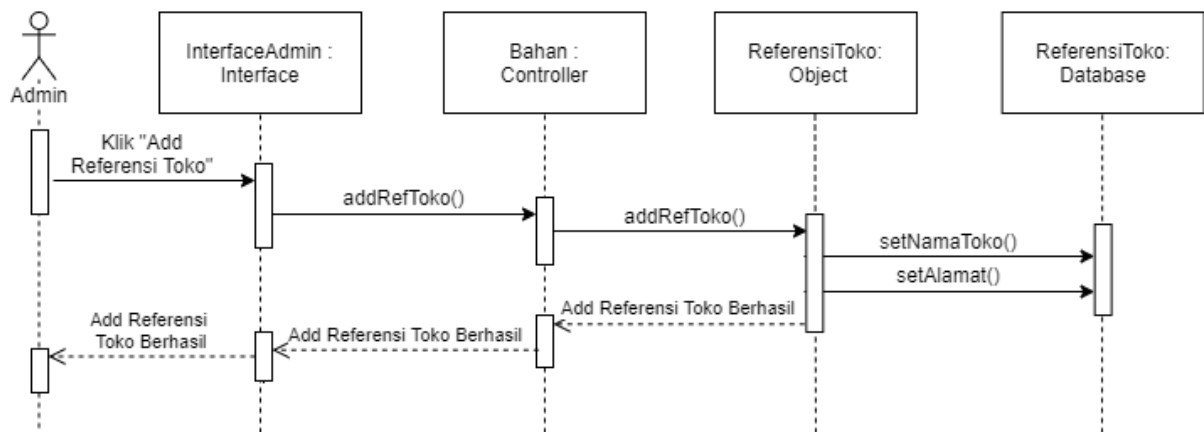 Admin
InterfaceAdmin :
Interface
Bahan :
Controller
ReferensiToko:
Object
ReferensiToko:
Database
Klik "Add
Referensi Toko"
addRefToko()
addRefToko()
setNamaToko()
setAlamat()
Add Referensi Toko Berhasil
Add Referensi Toko Berhasil
Add Referensi
Toko Berhasil